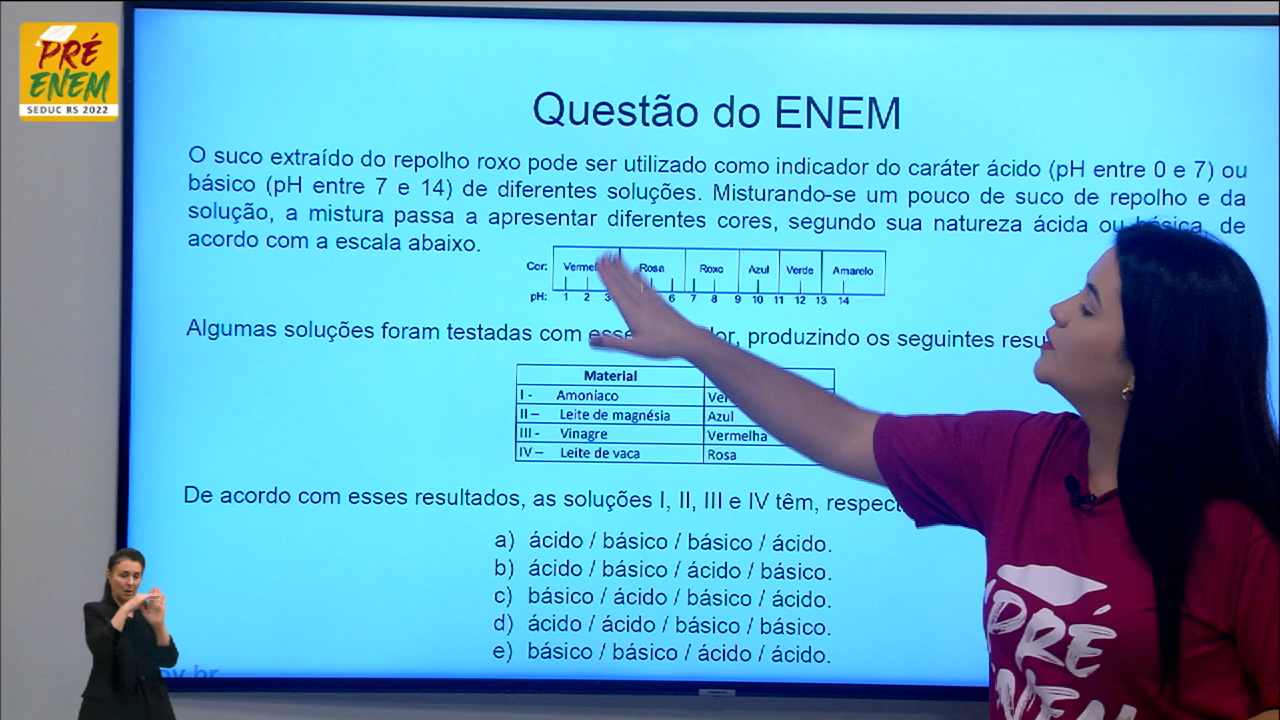 PRÉ
ENEM
SEDUC RS 2022
Questão do ENEM
O suco extraído do repolho roxo pode ser utilizado como indicador do caráter ácido (pH entre 0 e 7) ou
básico (pH entre 7 e 14) de diferentes soluções. Misturando-se um pouco de suco de repolho e da
solução, a mistura passa a apresentar diferentes cores, segundo sua natureza ácida ou básica, de
acordo com a escala abaixo.
Cor: Rosa Roxo Azul Verde Amarelo
pH: 1 2 3 6 7 8 9 10 11 12 13 14
Algumas soluções foram testadas com produzindo os seguintes
Material
I - Amoniaco
II – Leite de magnésia Azul
III - Vinagre Vermelha
IV – Leite de vaca Rosa
De acordo com esses resultados, as soluções I, II, III e IV têm,
a) ácido / básico / básico / ácido.
b) ácido / básico / ácido / básico.
c) básico / ácido / básico / ácido.
d) ácido / ácido / básico / básico.
e) básico / básico / ácido / ácido.
PRÉ
ENEM